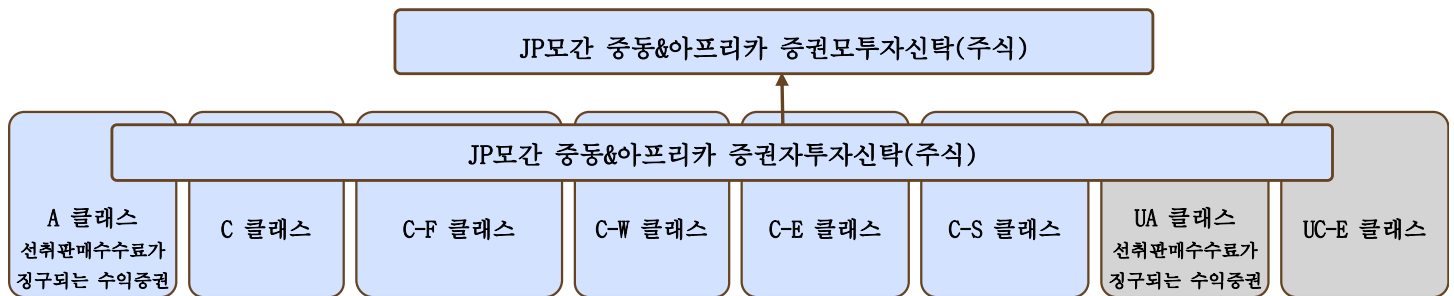 JP모간 중동&아프리카 증권모투자신탁(주식)
JP모간 중동&아프리카 증권자투자신탁(주식)
A 클래스
선취판매수수료가
징구되는 수익증권
C 클래스
C-F 클래스
C-W 클래스
C-E 클래스
C-S 클래스
UA 클래스
선취판매수수료가
징구되는 수익증권
UC-E 클래스